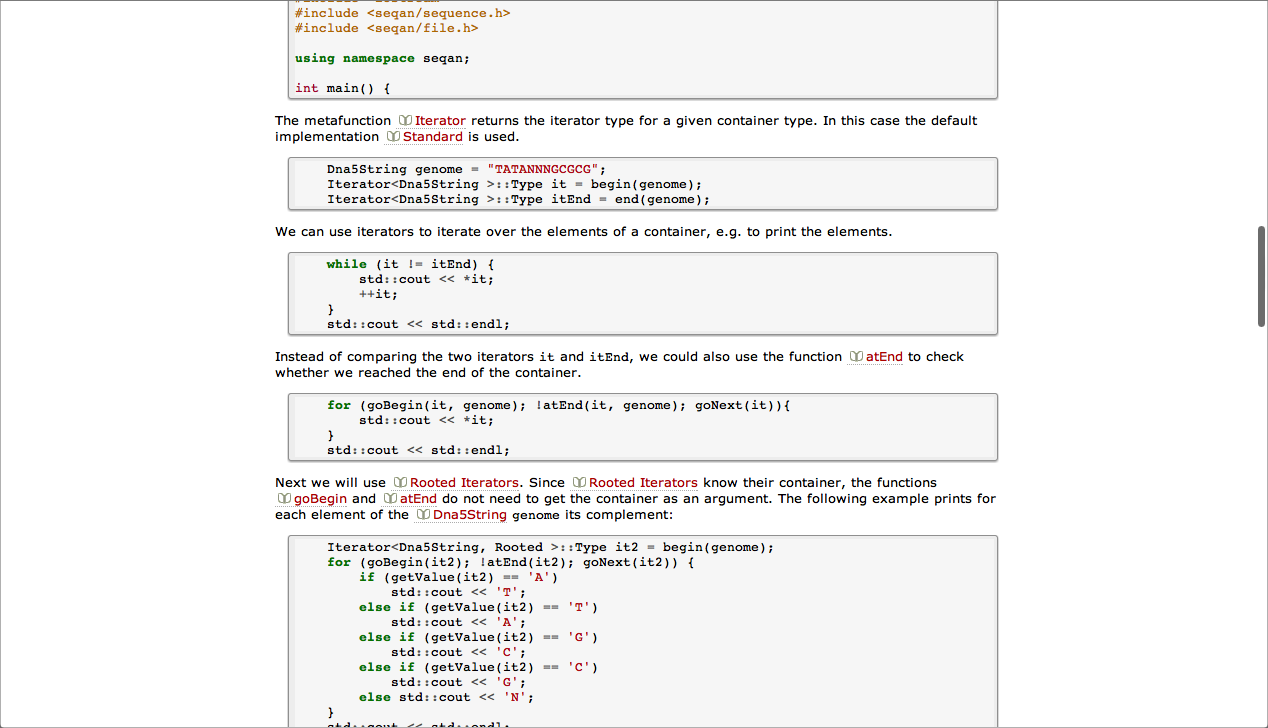 #include <seqan/sequence.h>
#include <seqan/file.h>
using namespace seqan;
int main() {
The metafunction Iterator returns the iterator type for a given container type. In this case the default
implementation Standard is used.
Dna5String genome = "TATANNNGCGCG";
Iterator<Dna5String >::Type it = begin(genome);
Iterator<Dna5String >::Type itEnd = end(genome);
We can use iterators to iterate over the elements of a container, e.g. to print the elements.
while (it != itEnd) {
std::cout << *it;
++it;
}
std::cout << std::endl;
Instead of comparing the two iterators it and itEnd, we could also use the function atEnd to check
whether we reached the end of the container.
for (goBegin(it, genome); !atEnd(it, genome); goNext(it)){
std::cout << *it;
}
std::cout << std::endl;
Next we will use Rooted Iterators. Since Rooted Iterators know their container, the functions
goBegin and atEnd do not need to get the container as an argument. The following example prints for
each element of the Dna5String genome its complement:
Iterator<Dna5String, Rooted >::Type it2 = begin(genome);
for (goBegin(it2); !atEnd(it2); goNext(it2)) {
if (getValue(it2) == 'A')
std::cout << 'T';
else if (getValue(it2) == 'T')
std::cout << 'A';
else if (getValue(it2) == 'G')
std::cout << 'C';
else if (getValue(it2) == 'C')
std::cout << 'G';
else std::cout << 'N';
}
std::cout << std::endl;